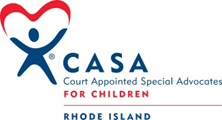 ® CASA
Court Appointed Special Advocates
FOR CHILDREN
RHODE ISLAND